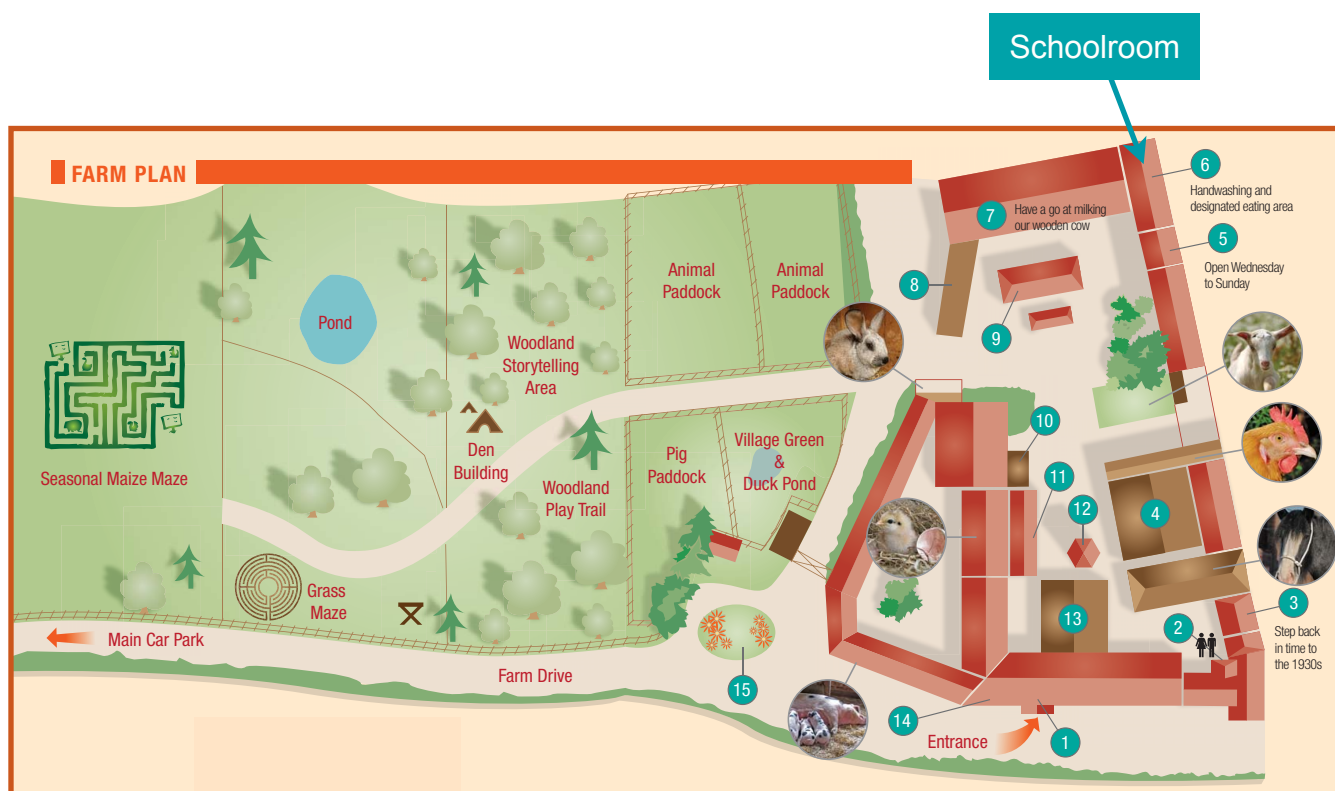 Schoolroom
FARM PLAN
6
Handwashing and
designated eating area
7
Have a go at milking
our wooden cow
5
Open Wednesday
to Sunday
8
9
Animal
Paddock
Animal
Paddock
Pond
Woodland
Storytelling
Area
Den
Building
Seasonal Maize Maze
Pig
Paddock
Village Green
&
Duck Pond
10
11
12
4
Woodland
Play Trail
Grass
Maze
13
3
Step back
in time to
the 1930s
2
Main Car Park
Farm Drive
15
14
Entrance
1